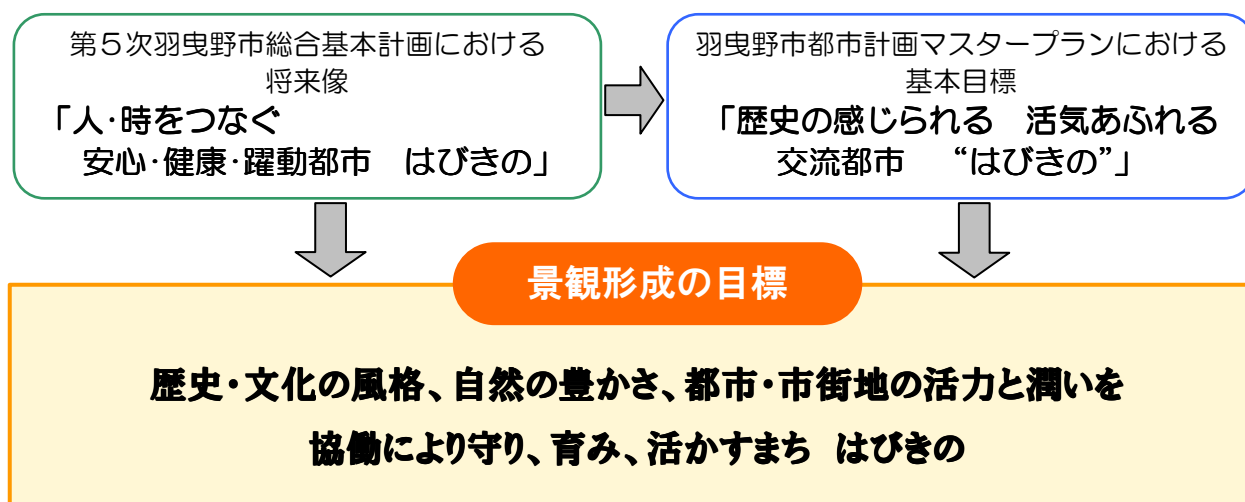 第５次羽曳野市総合基本計画における
将来像
「人・時をつなぐ
安心・健康・躍動都市　はびきの」
羽曳野市都市計画マスタープランにおける
基本目標
「歴史の感じられる　活気あふれる
交流都市　“はびきの”」
景観形成の目標
歴史・文化の風格、自然の豊かさ、都市・市街地の活力と潤いを
協働により守り、育み、活かすまち　はびきの